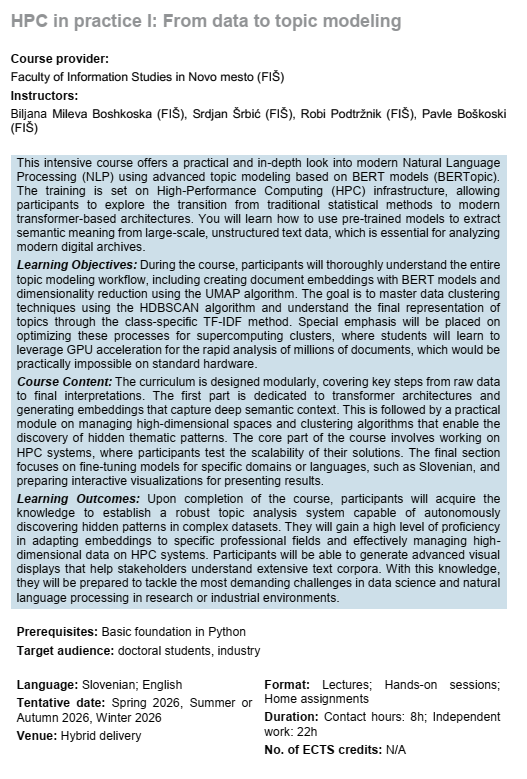 HPC in practice I: From data to topic modeling
Course provider:
Faculty of Information Studies in Novo mesto (FIŠ)
Instructors:
Biljana Mileva Boshkoska (FIŠ), Srdjan Šrbić (FIŠ), Robi Podtržnik (FIŠ), Pavle Boškoski
(FIŠ)
This intensive course offers a practical and in-depth look into modern Natural Language
Processing (NLP) using advanced topic modeling based on BERT models (BERTopic).
The training is set on High-Performance Computing (HPC) infrastructure, allowing
participants to explore the transition from traditional statistical methods to modern
transformer-based architectures. You will learn how to use pre-trained models to extract
semantic meaning from large-scale, unstructured text data, which is essential for analyzing
modern digital archives.
Learning Objectives: During the course, participants will thoroughly understand the entire
topic modeling workflow, including creating document embeddings with BERT models and
dimensionality reduction using the UMAP algorithm. The goal is to master data clustering
techniques using the HDBSCAN algorithm and understand the final representation of
topics through the class-specific TF-IDF method. Special emphasis will be placed on
optimizing these processes for supercomputing clusters, where students will learn to
leverage GPU acceleration for the rapid analysis of millions of documents, which would be
practically impossible on standard hardware.
Course Content: The curriculum is designed modularly, covering key steps from raw data
to final interpretations. The first part is dedicated to transformer architectures and
generating embeddings that capture deep semantic context. This is followed by a practical
module on managing high-dimensional spaces and clustering algorithms that enable the
discovery of hidden thematic patterns. The core part of the course involves working on
HPC systems, where participants test the scalability of their solutions. The final section
focuses on fine-tuning models for specific domains or languages, such as Slovenian, and
preparing interactive visualizations for presenting results.
Learning Outcomes: Upon completion of the course, participants will acquire the
knowledge to establish a robust topic analysis system capable of autonomously
discovering hidden patterns in complex datasets. They will gain a high level of proficiency
in adapting embeddings to specific professional fields and effectively managing high-
dimensional data on HPC systems. Participants will be able to generate advanced visual
displays that help stakeholders understand extensive text corpora. With this knowledge,
they will be prepared to tackle the most demanding challenges in data science and natural
language processing in research or industrial environments.
Prerequisites: Basic foundation in Python
Target audience: doctoral students, industry
Language: Slovenian; English
Tentative date: Spring 2026, Summer or
Autumn 2026, Winter 2026
Venue: Hybrid delivery
Format: Lectures; Hands-on sessions;
Home assignments
Duration: Contact hours: 8h; Independent
work: 22h
No. of ECTS credits: N/A